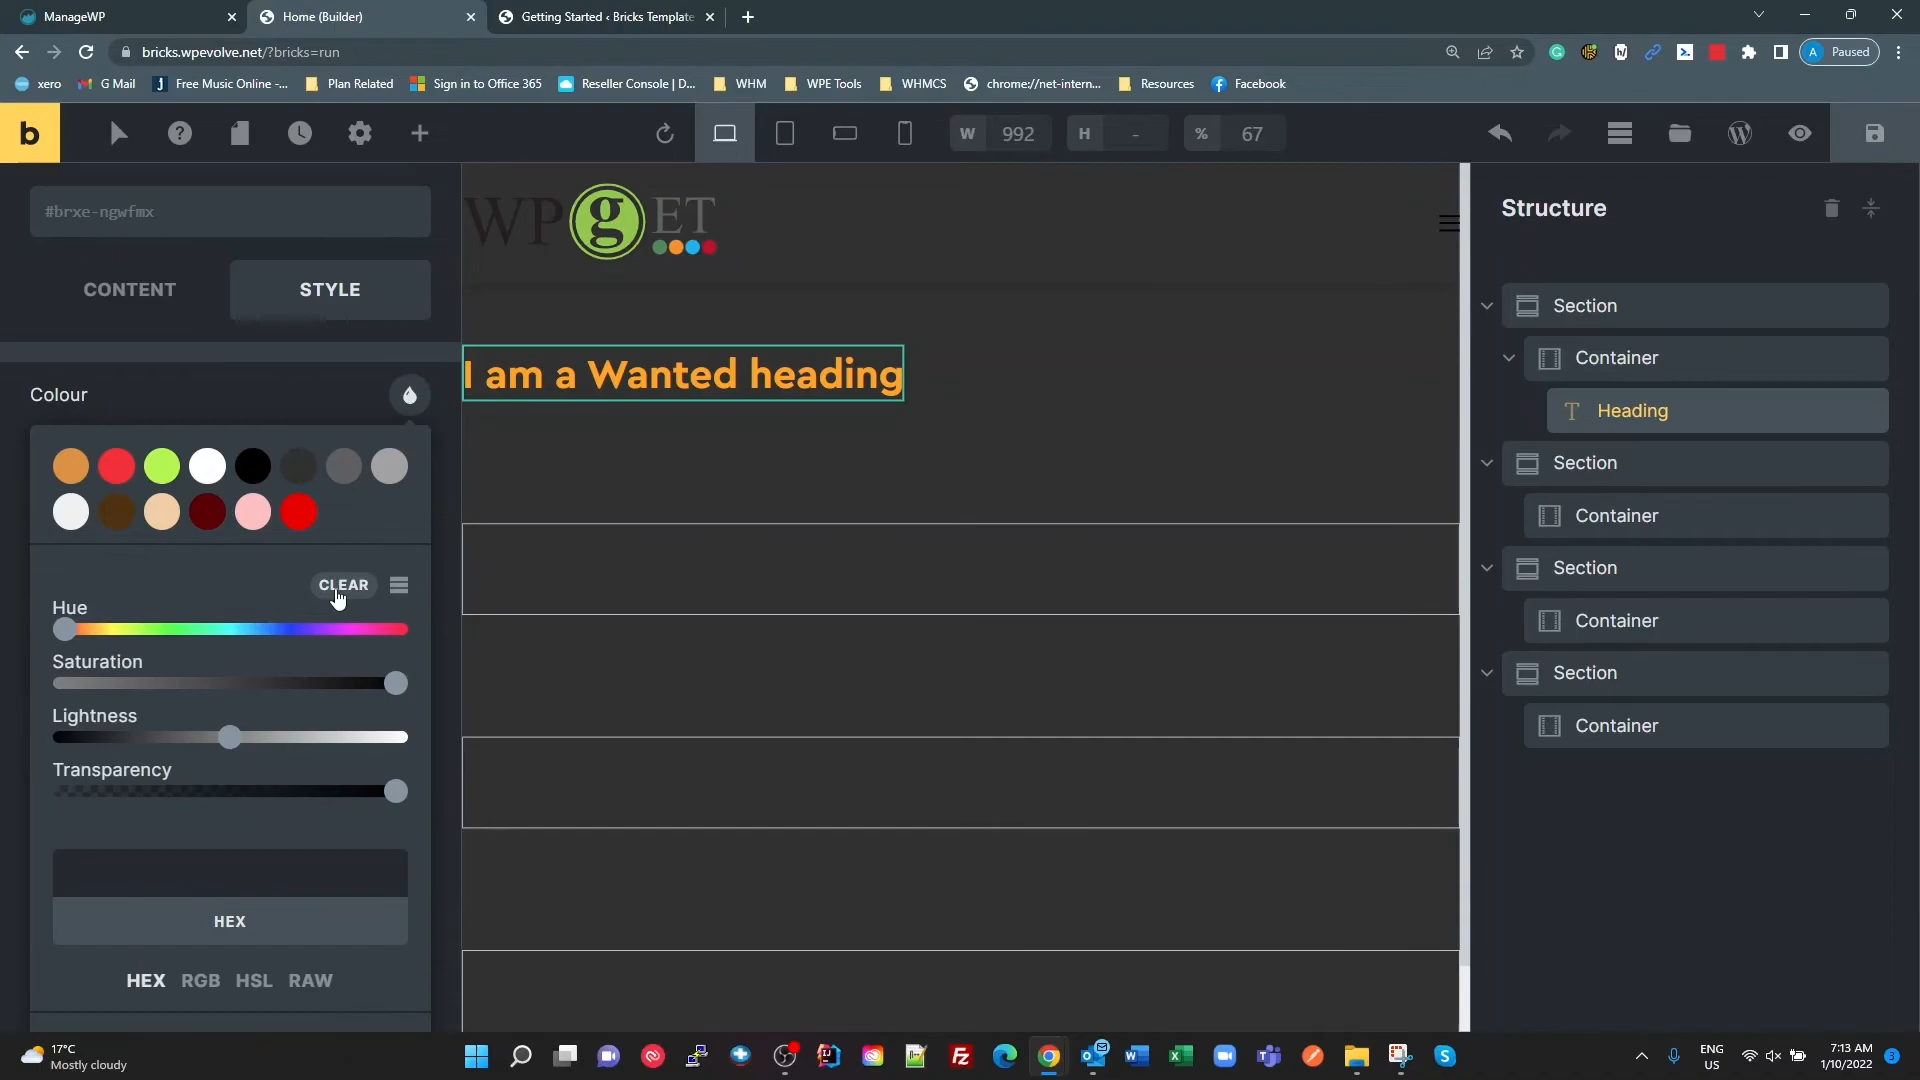 ManageWP
Home (Builder)
Getting Started ‹ Bricks Template
bricks.wpevolve.net/?bricks=run
Paused
xero
G Mail
Free Music Online -...
Plan Related
Sign in to Office 365
Reseller Console | D...
WHM
WPE Tools
WHMCS
chrome://net-intern...
Resources
Facebook
b
W 992
H -
% 67
#brxe-ngwfmx
CONTENT
STYLE
Colour
CLEAR
Hue
Saturation
Lightness
Transparency
HEX
HEX RGB HSL RAW
WPgET
I am a Wanted heading
Structure
Section
Container
Heading
Section
Container
Section
Container
Section
Container
17°C
Mostly cloudy
ENG
US
7:13 AM
1/10/2022
3